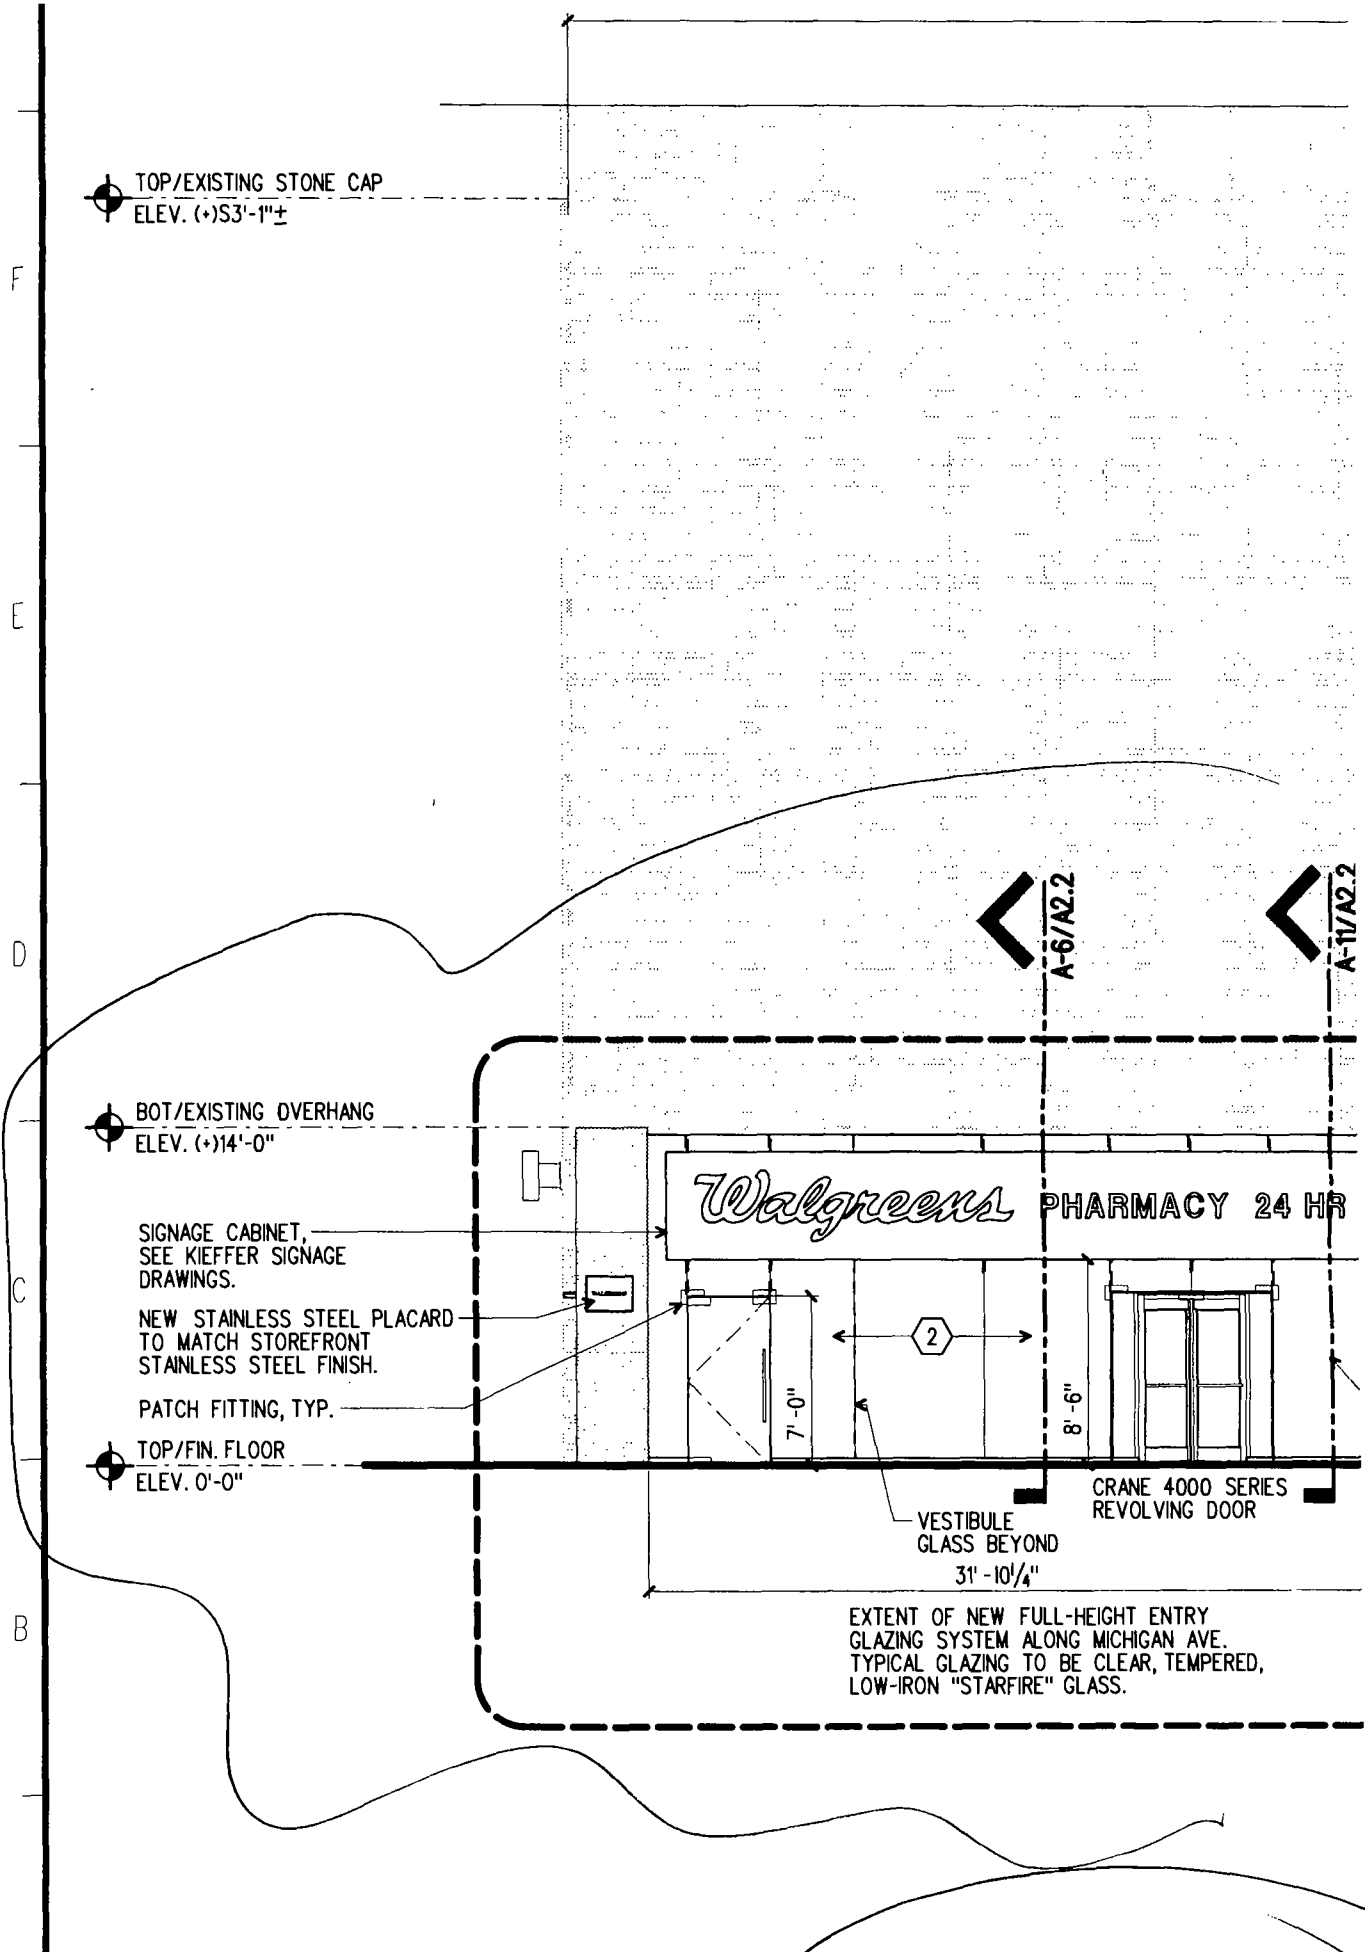 TOP/EXISTING STONE CAP
ELEV. (+)S3'-1"±
F
E
D
A-6/A2.2
A-11/A2.2
BOT/EXISTING OVERHANG
ELEV. (+)14'-0"
Walgreens PHARMACY 24 HR
SIGNAGE CABINET,
SEE KIEFFER SIGNAGE
DRAWINGS.
C
NEW STAINLESS STEEL PLACARD
TO MATCH STOREFRONT
STAINLESS STEEL FINISH.
2
7'-0"
8'-6"
PATCH FITTING, TYP.
TOP/FIN. FLOOR
ELEV. 0'-0"
CRANE 4000 SERIES
REVOLVING DOOR
VESTIBULE
GLASS BEYOND
31'-101/4"
B
EXTENT OF NEW FULL-HEIGHT ENTRY
GLAZING SYSTEM ALONG MICHIGAN AVE.
TYPICAL GLAZING TO BE CLEAR, TEMPERED,
LOW-IRON "STARFIRE" GLASS.